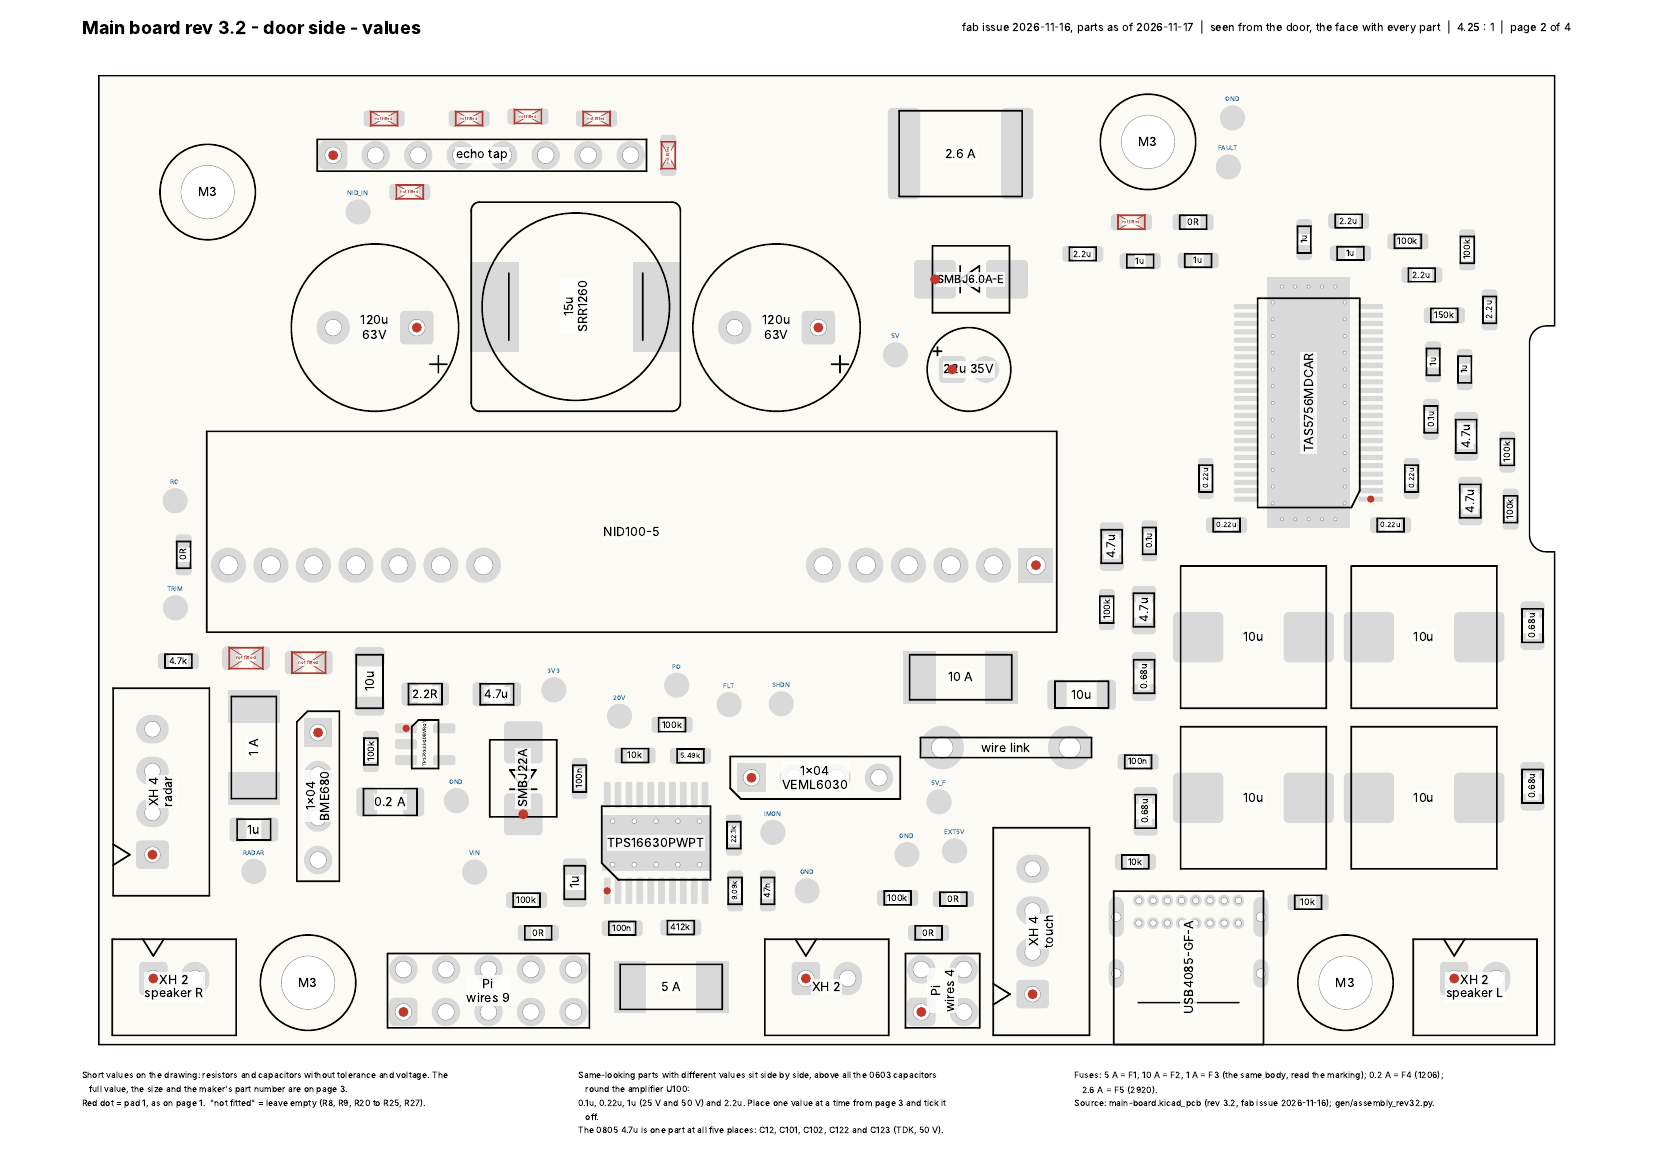 Main board rev 3.2 - door side - values
fab issue 2026-11-16, parts as of 2026-11-17 | seen from the door, the face with every part | 4.25 : 1 | page 2 of 4
GND
M3
FAULT
echo tap
2.6 A
M3
NID_IN
not fitted
0R
2.2u
1u
1u
1u
2.2u
1u
100k
100k
2.2u
SMBJ6.0A-E
15u
SRR1260
120u
63V
120u
63V
5V
22u 35V
150k
2.2u
TAS5756MDCAR
1u
1u
0.1u
4.7u
100k
0.22u
0.22u
4.7u
100k
0.22u
0.22u
RC
0R
TRIM
NID100-5
4.7u
0.1u
100k
4.7u
10u
10u
0.68u
0.68u
4.7k
not fitted
not fitted
10u
2.2R
4.7u
3V3
20V
PG
FLT
SHDN
10 A
10u
100k
10k
5.49k
wire link
100n
10u
10u
0.68u
0.68u
XH 4
radar
1 A
1×04
BME680
100k
0.2 A
GND
SMBJ22A
100n
1×04
VEML6030
5V_F
1u
RADAR
VIN
TPS16630PWPT
22.1k
IMON
GND
EXT5V
10k
1u
100k
9.09k
47n
GND
100k
0R
XH 4
touch
10k
0R
100n
412k
0R
USB4085-GF-A
XH 2
speaker R
M3
Pi
wires 9
5 A
XH 2
Pi
wires 4
M3
XH 2
speaker L
Short values on the drawing: resistors and capacitors without tolerance and voltage. The
full value, the size and the maker's part number are on page 3.
Red dot = pad 1, as on page 1. "not fitted" = leave empty (R8, R9, R20 to R25, R27).
Same-looking parts with different values sit side by side, above all the 0603 capacitors
round the amplifier U100:
0.1u, 0.22u, 1u (25 V and 50 V) and 2.2u. Place one value at a time from page 3 and tick it
off.
The 0805 4.7u is one part at all five places: C12, C101, C102, C122 and C123 (TDK, 50 V).
Fuses: 5 A = F1, 10 A = F2, 1 A = F3 (the same body, read the marking); 0.2 A = F4 (1206);
2.6 A = F5 (2920).
Source: main-board.kicad_pcb (rev 3.2, fab issue 2026-11-16); gen/assembly_rev32.py.